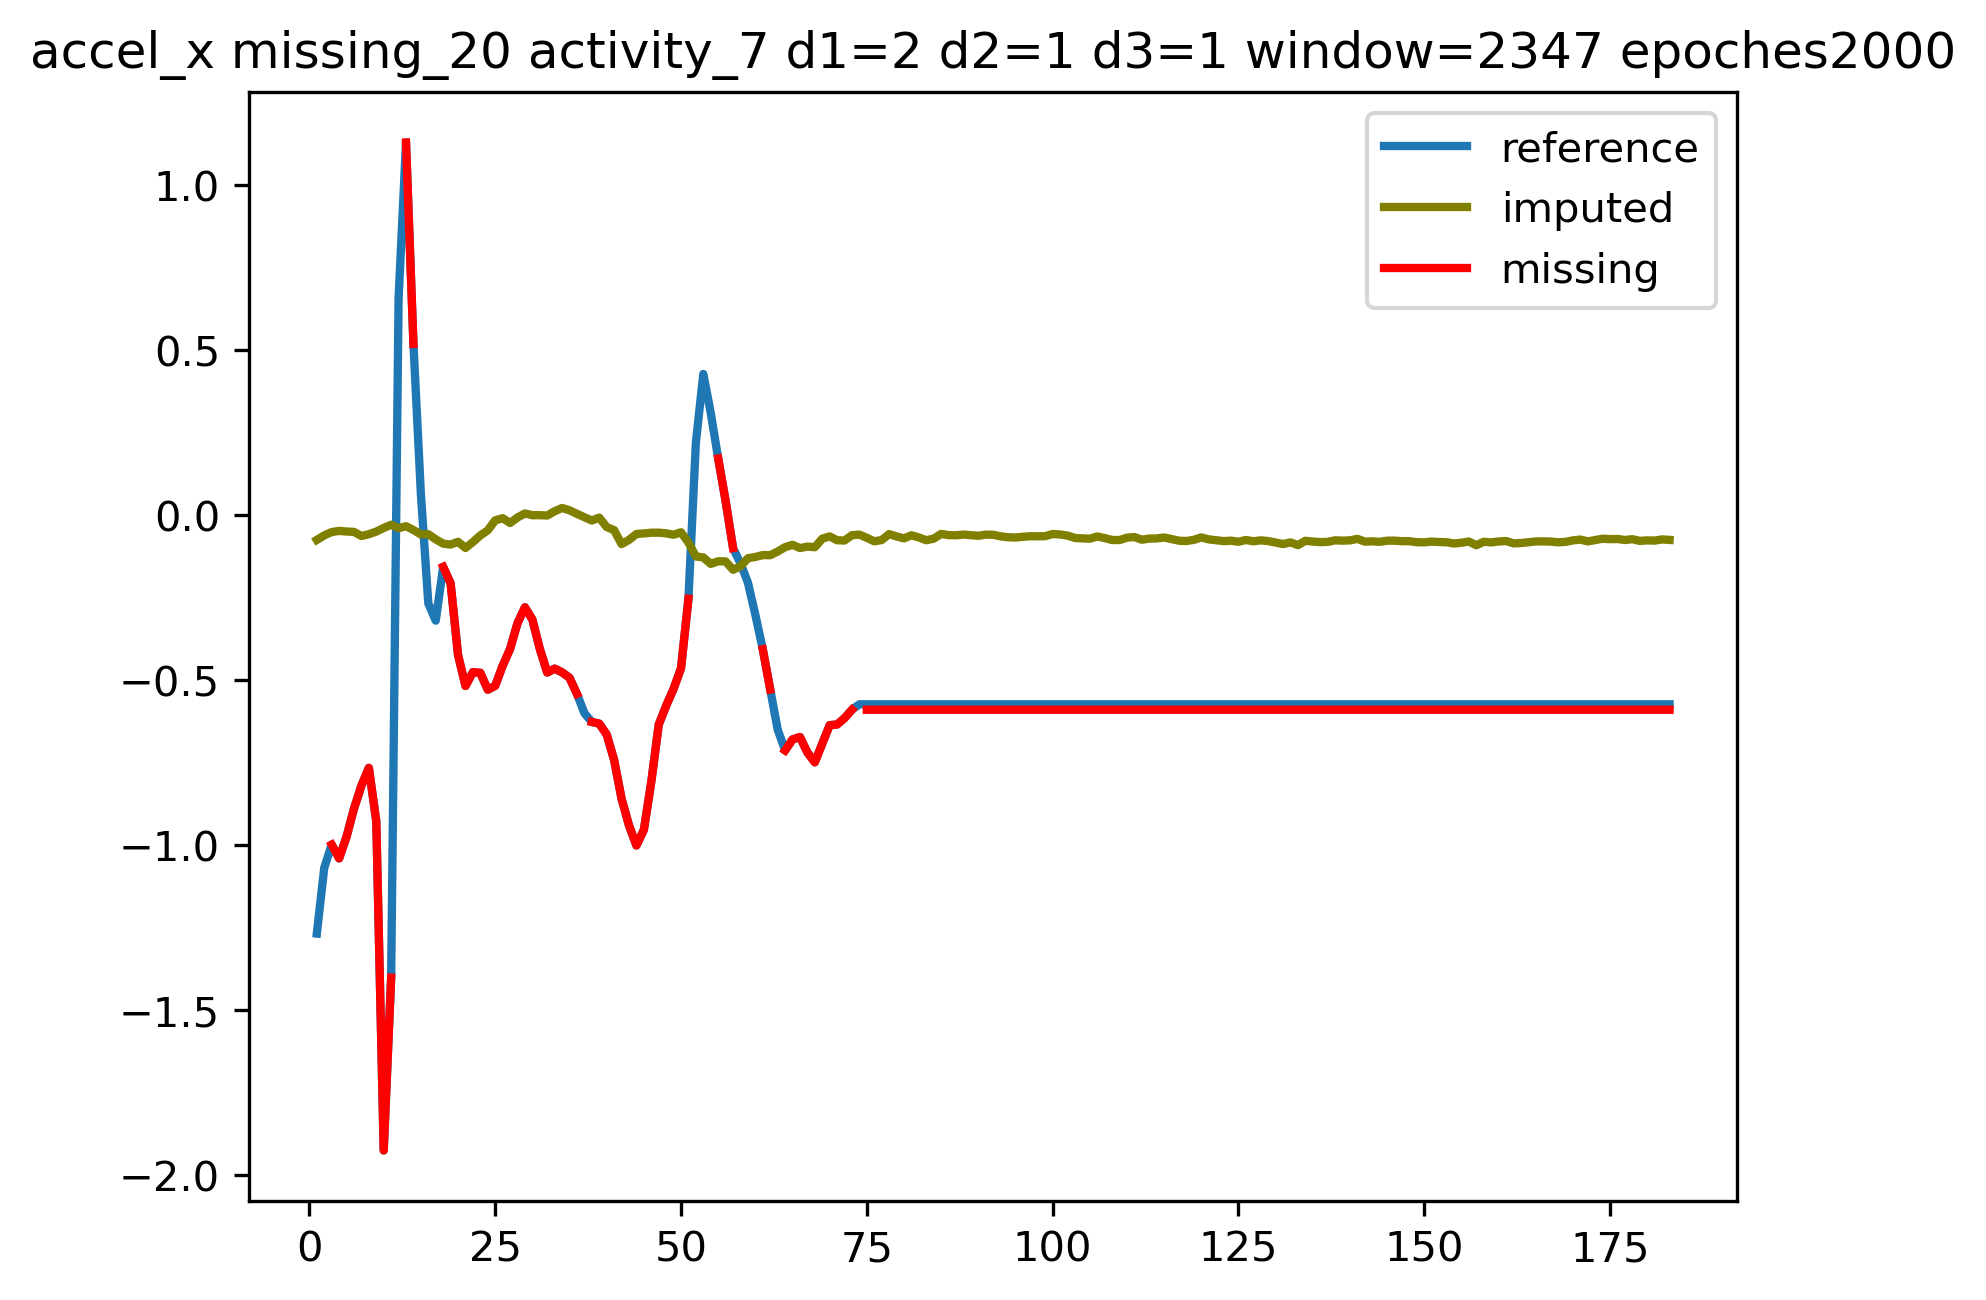 accel_x missing_20 activity_7 d1=2 d2=1 d3=1 window=2347 epoches2000
reference
imputed
missing
1.0
0.5
0.0
−0.5
−1.0
−1.5
−2.0
0 25 50 75 100 125 150 175